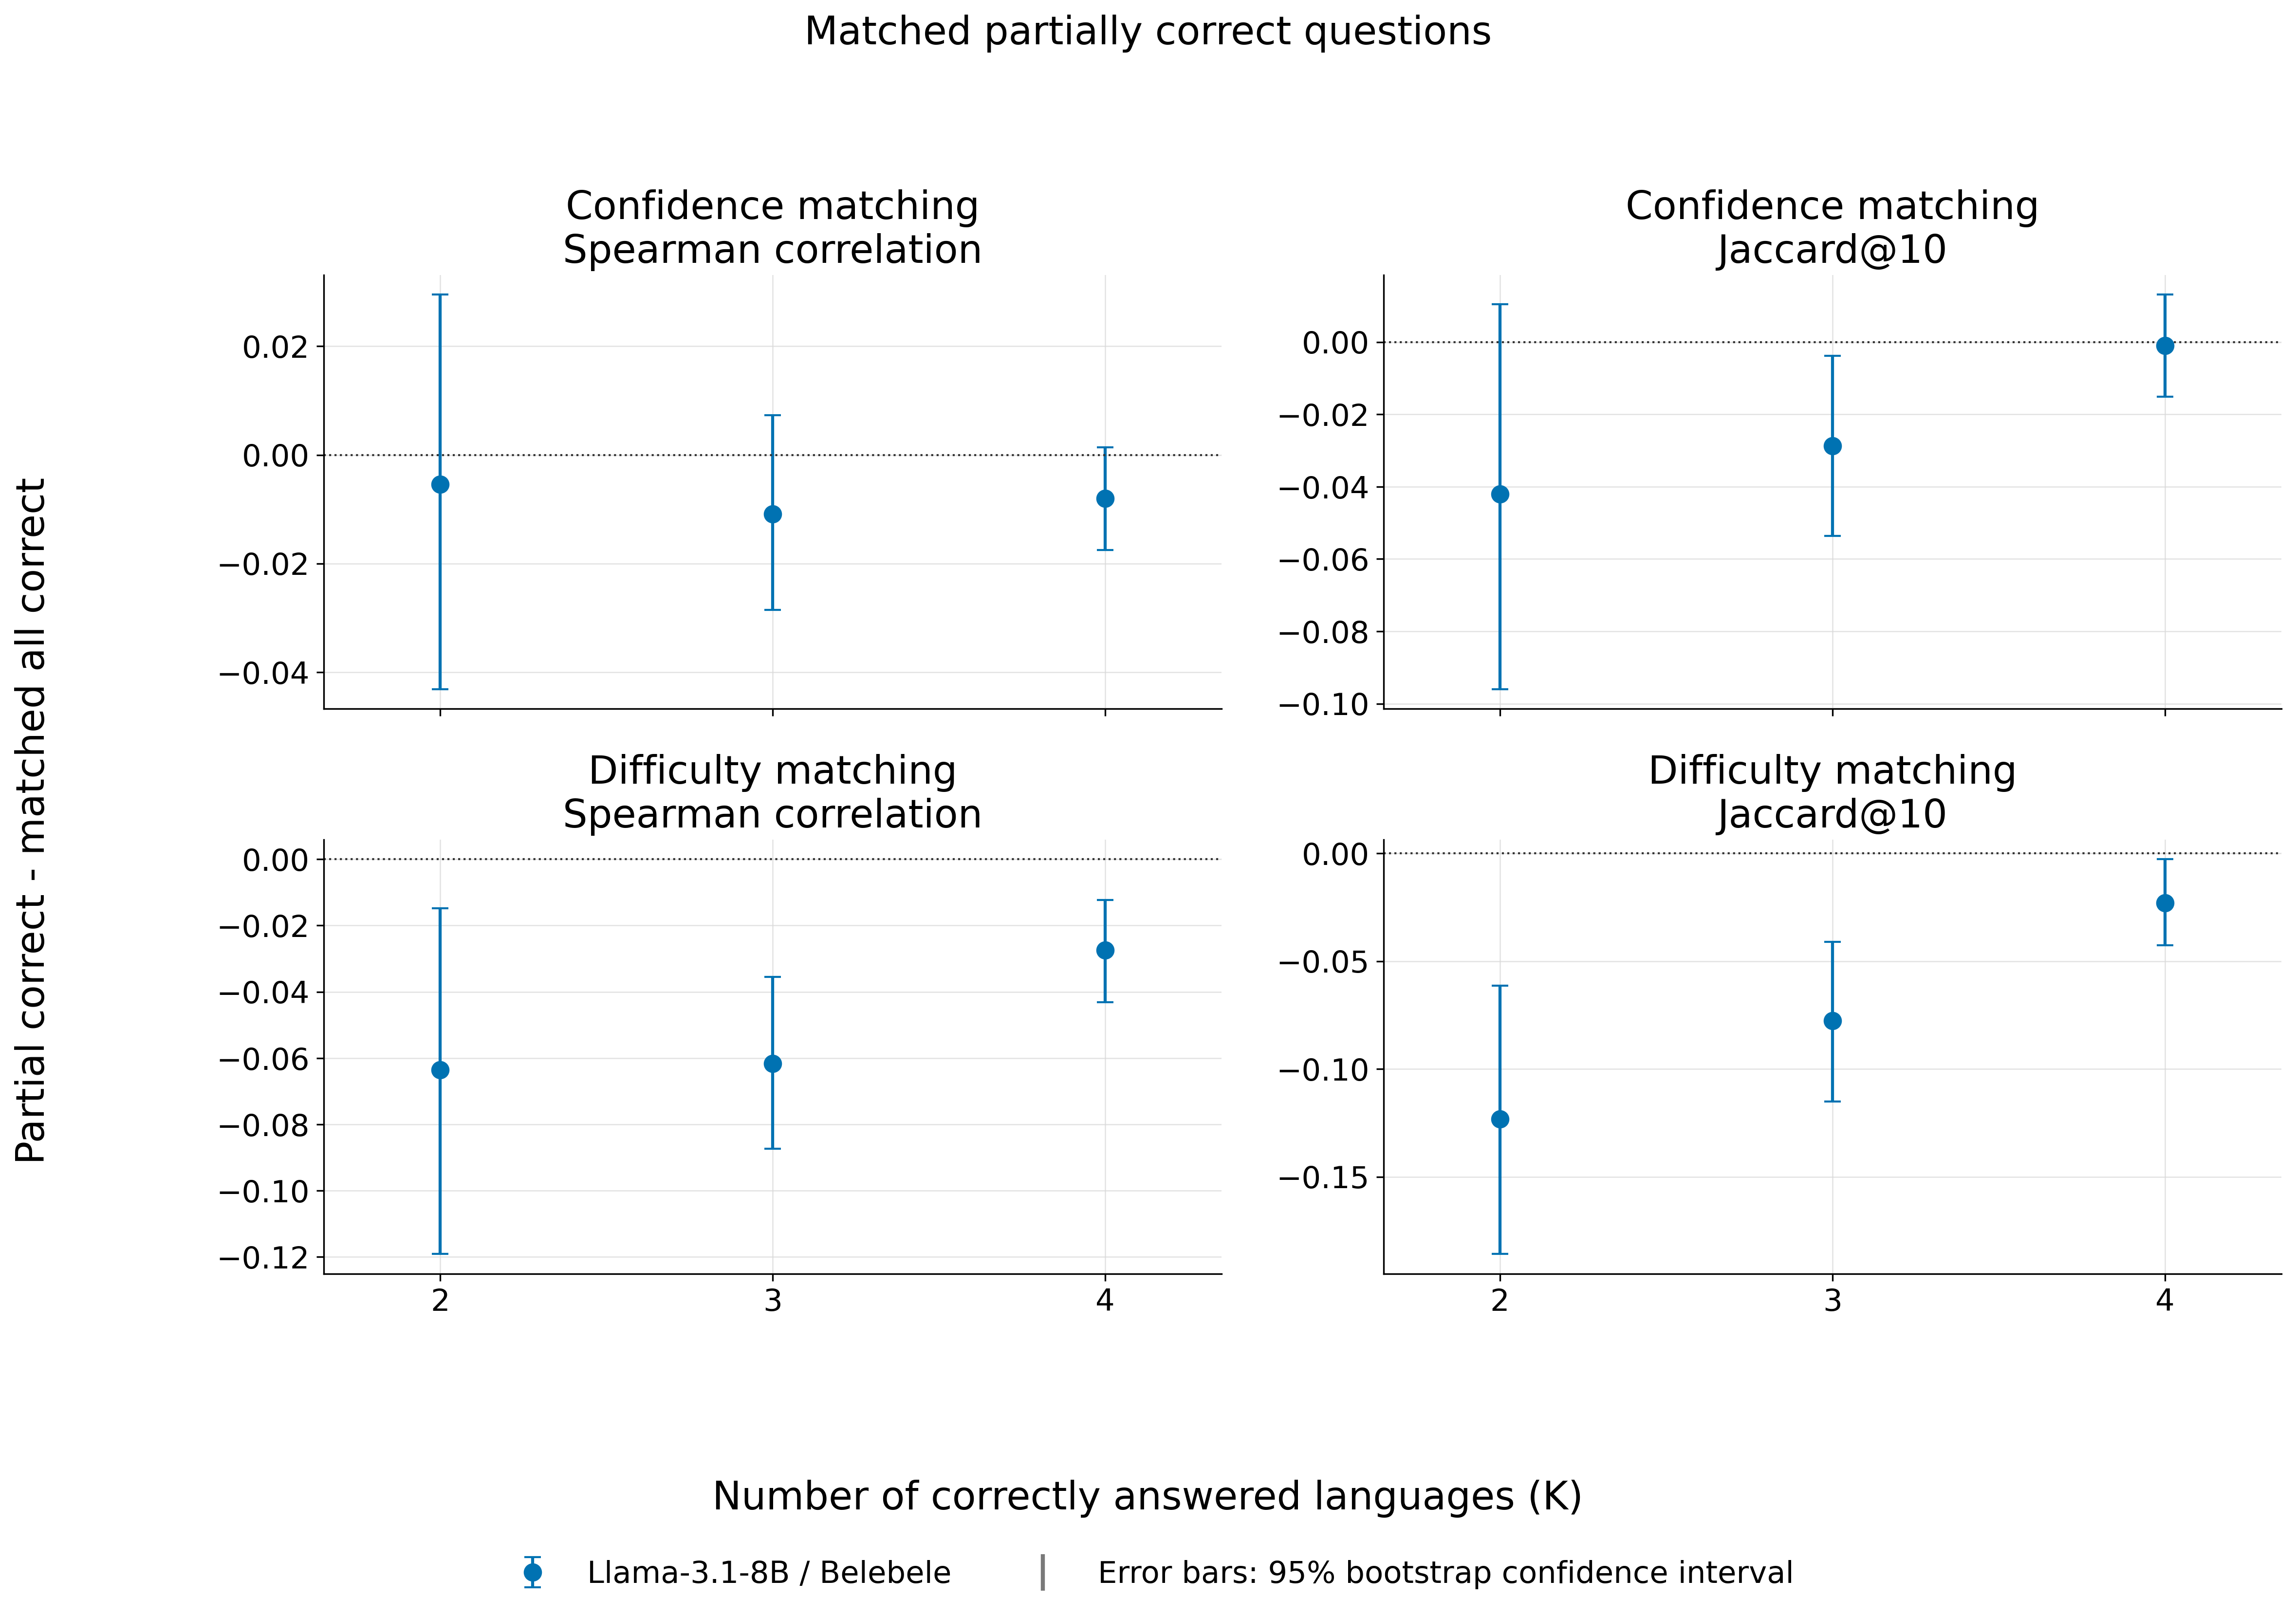 Matched partially correct questions
Confidence matching
Spearman correlation
0.02
0.00
−0.02
−0.04
Confidence matching
Jaccard@10
0.00
−0.02
−0.04
−0.06
−0.08
−0.10
Partial correct - matched all correct
Difficulty matching
Spearman correlation
0.00
−0.02
−0.04
−0.06
−0.08
−0.10
−0.12
2 3 4
Difficulty matching
Jaccard@10
0.00
−0.05
−0.10
−0.15
2 3 4
Number of correctly answered languages (K)
Llama-3.1-8B / Belebele
Error bars: 95% bootstrap confidence interval